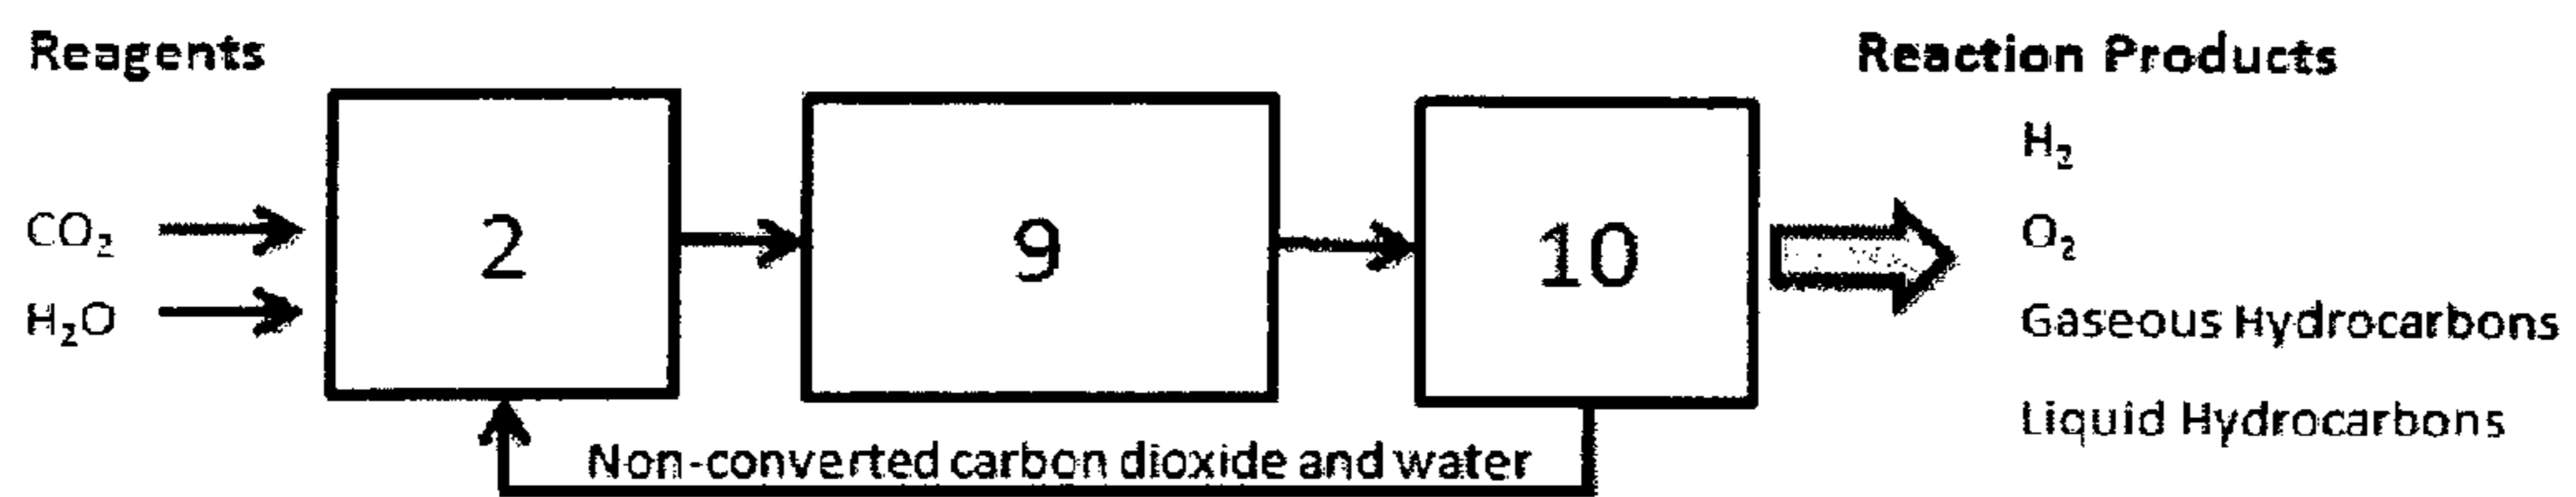 Reagents
Reaction Products
H₂
CO₂
2
9
10
O₂
H₂O
Gaseous Hydrocarbons
Liquid Hydrocarbons
Non-converted carbon dioxide and water